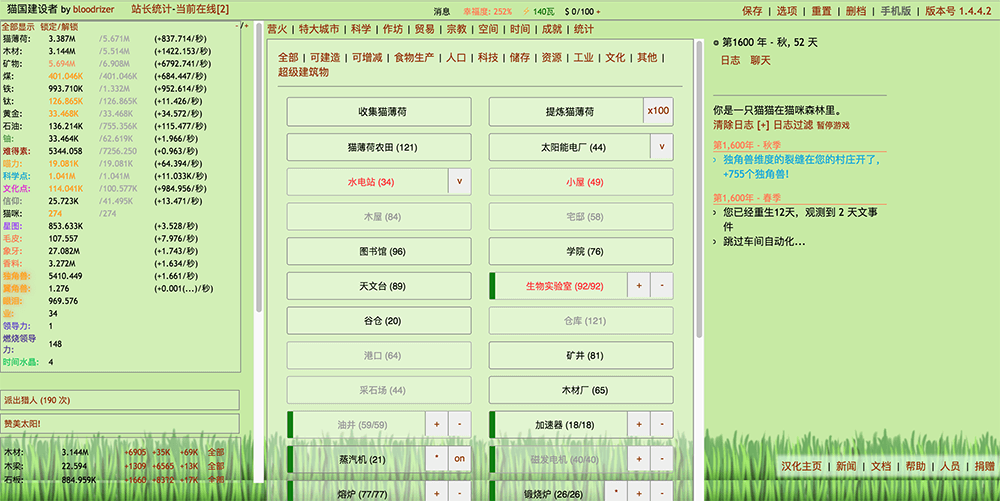 猫国建设者 by bloodrizer 站长统计-当前在线[2] 消息 幸福度: 252% ⚡ 140瓦 $ 0/100 + 保存 | 选项 | 重置 | 删档 | 手机版 | 版本号 1.4.4.2
全部显示 锁定/解锁 -/+
猫薄荷: 3.387M /5.671M (+837.714/秒)
木材: 3.144M /5.514M (+1422.153/秒)
矿物: 5.694M /6.908M (+6792.741/秒)
煤: 401.046K /401.046K (+684.447/秒)
铁: 993.710K /1.332M (+952.614/秒)
钛: 126.865K /126.865K (+11.426/秒)
黄金: 33.468K /33.468K (+34.572/秒)
石油: 136.214K /755.356K (+115.477/秒)
铀: 33.464K /62.619K (+1.966/秒)
难得素: 5344.058 /7256.250 (+0.963/秒)
喵力: 19.081K /19.081K (+64.394/秒)
科学点: 1.041M /1.041M (+11.033K/秒)
文化点: 114.041K /100.577K (+984.956/秒)
信仰: 25.723K /41.495K (+13.471/秒)
猫咪: 274 /274
星图: 853.633K (+3.528/秒)
毛皮: 107.557 (+7.976/秒)
象牙: 27.082M (+1.743/秒)
香料: 3.272M (+1.634/秒)
独角兽: 5410.449 (+1.661/秒)
翼角兽: 1.276 (+0.001(...)/秒)
眼泪: 969.576
34
领导力: 1
燃烧领导力: 148
时间水晶: 4
派出猎人 (190 次)
赞美太阳!
木材: 3.144M +6905 +35K +69K 全部
木梁: 22.594 +1309 +6565 +13K 全部
石板: 884.959K +1660 +8312 +17K 全部
营火 | 特大城市 | 科学 | 作坊 | 贸易 | 宗教 | 空间 | 时间 | 成就 | 统计
全部 | 可建造 | 可增减 | 食物生产 | 人口 | 科技 | 储存 | 资源 | 工业 | 文化 | 其他 |
超级建筑物
收集猫薄荷 提炼猫薄荷 x100
猫薄荷农田 (121) 太阳能电厂 (44) v
水电站 (34) v 小屋 (49)
木屋 (84) 宅邸 (58)
图书馆 (96) 学院 (76)
天文台 (89) 生物实验室 (92/92) + -
谷仓 (20) 仓库 (121)
港口 (64) 矿井 (81)
采石场 (44) 木材厂 (65)
油井 (59/59) + - 加速器 (18/18) + -
蒸汽机 (21) * on 磁发电机 (40/40) + -
熔炉 (77/77) + - 煅烧炉 (26/26) * + -
第1600 年 - 秋, 52 天
日志 聊天
你是一只猫猫在猫咪森林里。
清除日志 [+] 日志过滤 暂停游戏
第1,600年 - 秋季
› 独角兽维度的裂缝在您的村庄开了,
+755个独角兽!
第1,600年 - 春季
› 您已经重生12天，观测到 2 天文事
件
› 跳过车间自动化...
汉化主页 | 新闻 | 文档 | 帮助 | 人员 | 捐赠